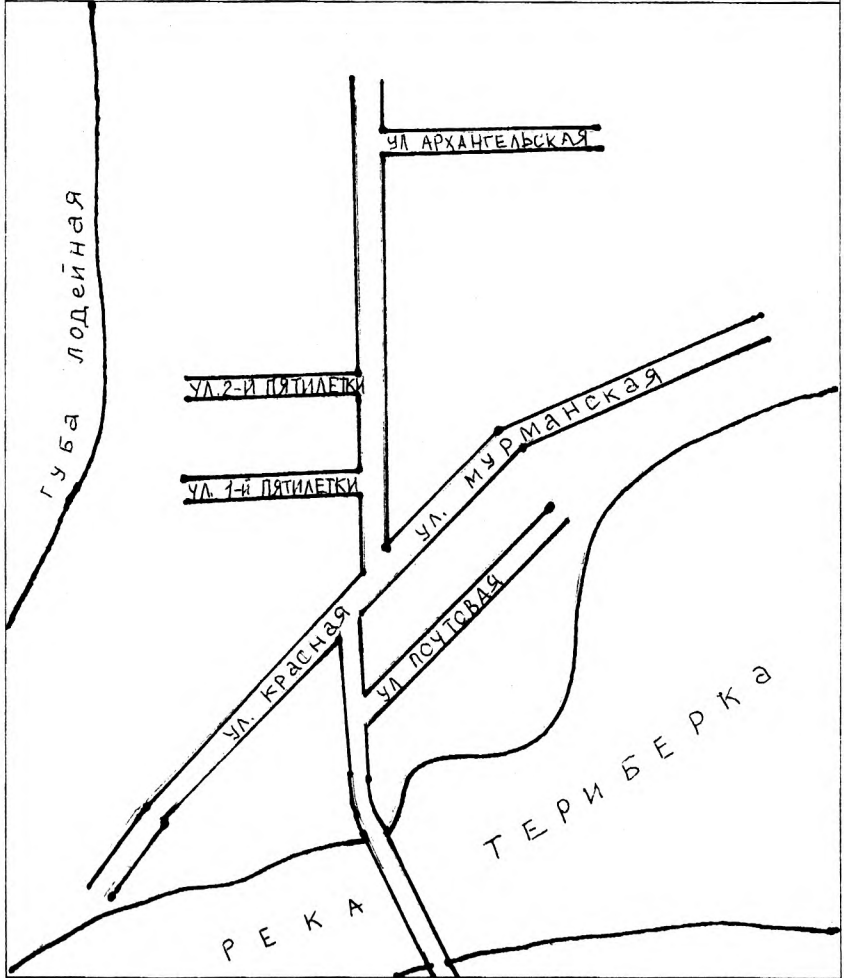 УЛ АРХАНГЕЛЬСКАЯ
ГУБА ЛОДЕЙНАЯ
УЛ. 2-Й ПЯТИЛЕТКИ
УЛ. МУРМАНСКАЯ
УЛ. 1-й ПЯТИЛЕТКИ
УЛ ПОЧТОВАЯ
УЛ. КРАСНАЯ
РЕКА ТЕРИБЕРКА